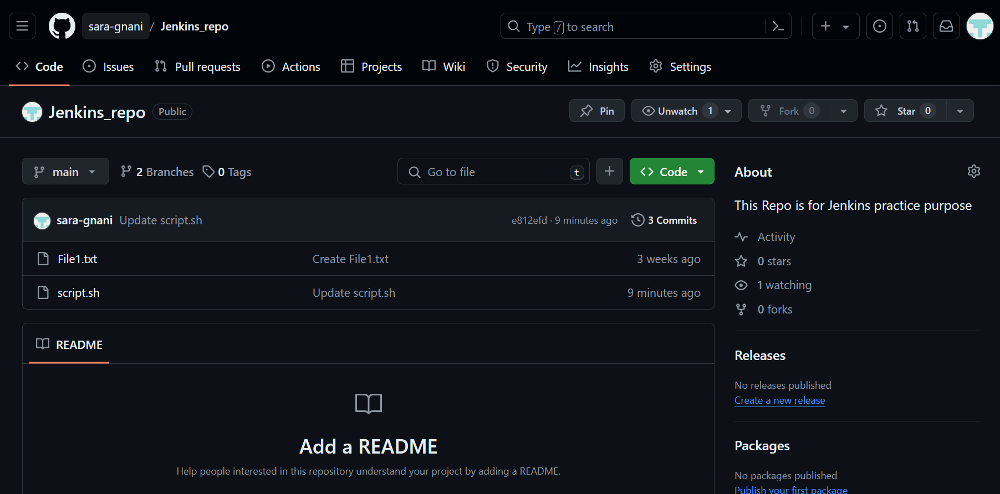 sara-gnani / Jenkins_repo
Type / to search
Code Issues Pull requests Actions Projects Wiki Security Insights Settings
Jenkins_repo Public
Pin Unwatch 1 Fork 0 Star 0
main 2 Branches 0 Tags
Go to file t
Code
sara-gnani Update script.sh e812efd · 9 minutes ago 3 Commits
File1.txt Create File1.txt 3 weeks ago
script.sh Update script.sh 9 minutes ago
README
Add a README
Help people interested in this repository understand your project by adding a README.
About
This Repo is for Jenkins practice purpose
Activity
0 stars
1 watching
0 forks
Releases
No releases published
Create a new release
Packages
No packages published
Publish your first package